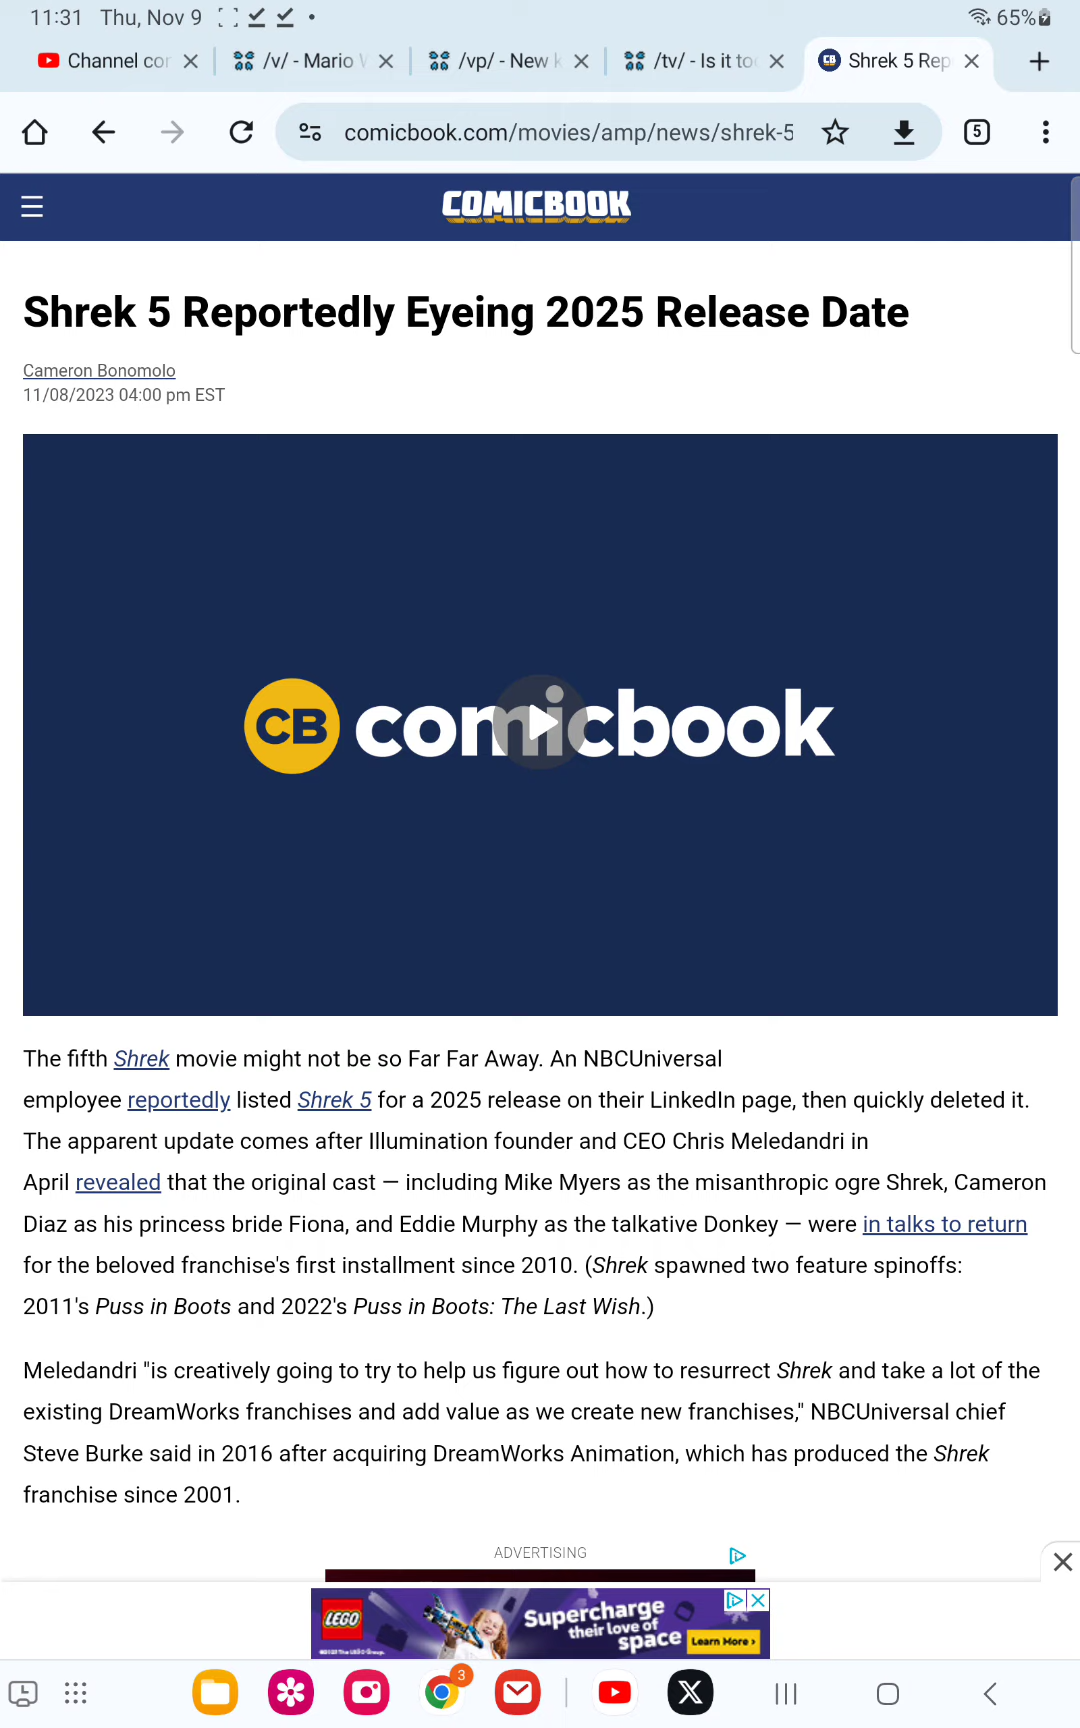 11:31 Thu, Nov 9
65%
Channel con
/v/ - Mario
/vp/ - New
/tv/ - Is it too
Shrek 5 Rep
comicbook.com/movies/amp/news/shrek-5
5
COMICBOOK
Shrek 5 Reportedly Eyeing 2025 Release Date
Cameron Bonomolo
11/08/2023 04:00 pm EST
CB comicbook
The fifth Shrek movie might not be so Far Far Away. An NBCUniversal
employee reportedly listed Shrek 5 for a 2025 release on their LinkedIn page, then quickly deleted it.
The apparent update comes after Illumination founder and CEO Chris Meledandri in
April revealed that the original cast — including Mike Myers as the misanthropic ogre Shrek, Cameron
Diaz as his princess bride Fiona, and Eddie Murphy as the talkative Donkey — were in talks to return
for the beloved franchise's first installment since 2010. (Shrek spawned two feature spinoffs:
2011's Puss in Boots and 2022's Puss in Boots: The Last Wish.)
Meledandri "is creatively going to try to help us figure out how to resurrect Shrek and take a lot of the
existing DreamWorks franchises and add value as we create new franchises," NBCUniversal chief
Steve Burke said in 2016 after acquiring DreamWorks Animation, which has produced the Shrek
franchise since 2001.
ADVERTISING
LEGO
Supercharge
their love of
space
Learn More
©2023 The LEGO Group.
3